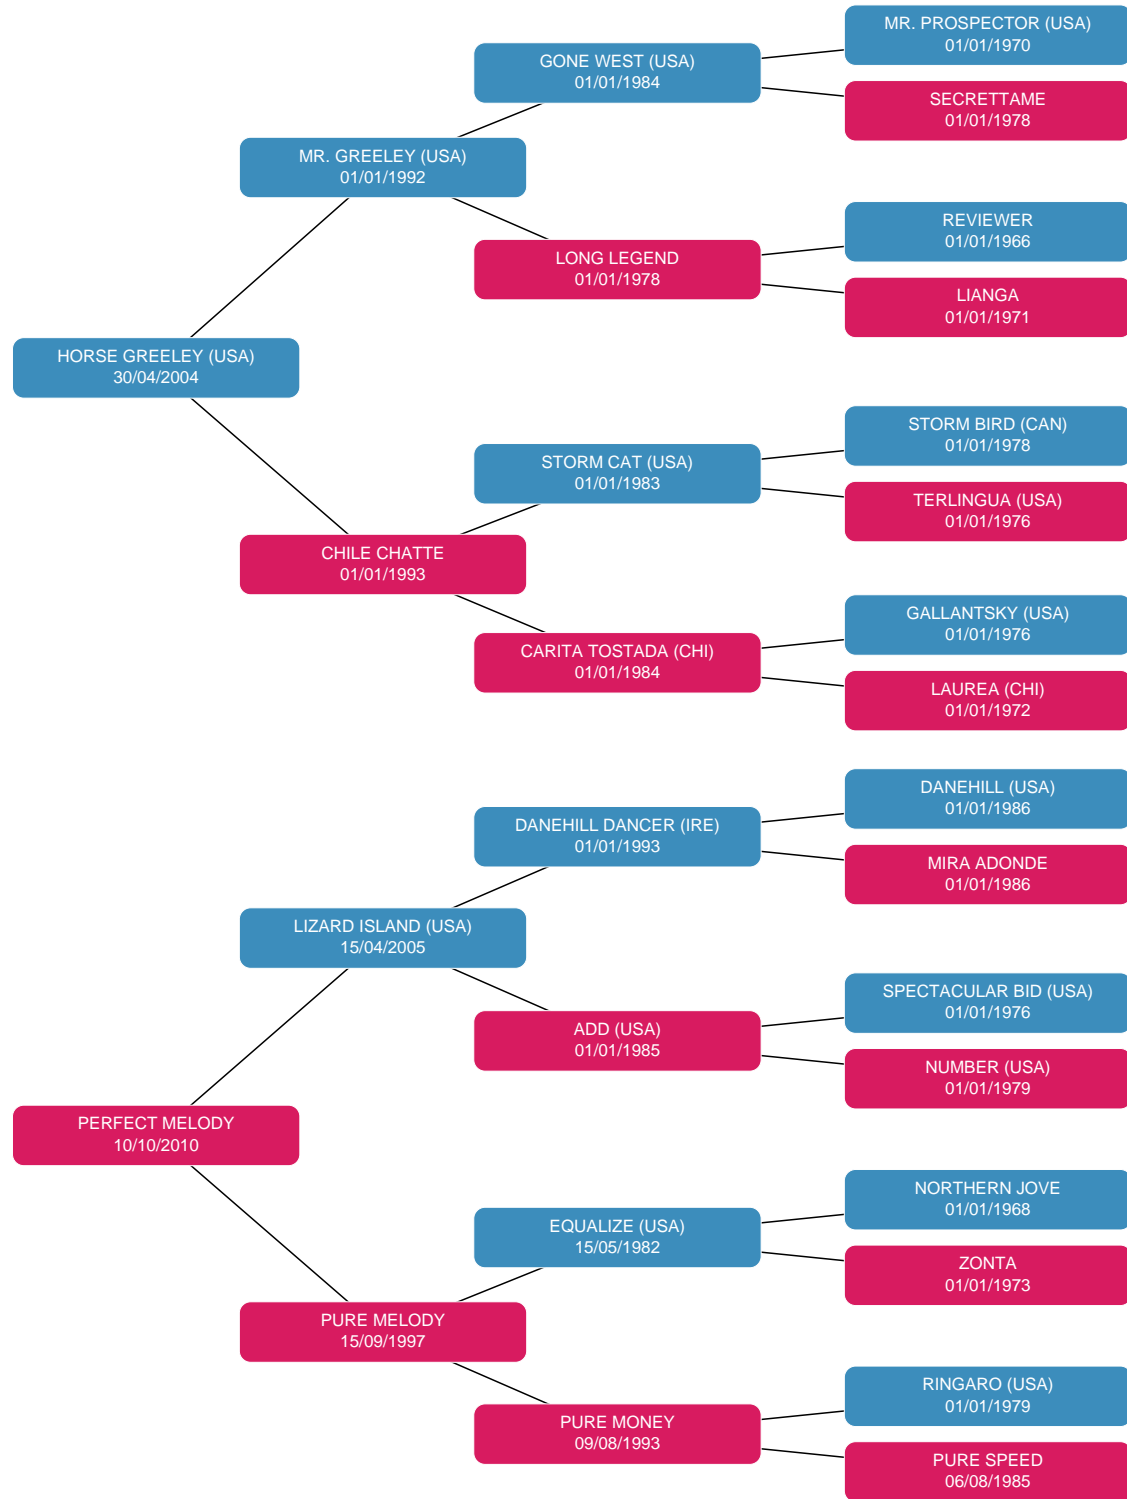 MR. PROSPECTOR (USA)
01/01/1970
GONE WEST (USA)
01/01/1984
SECRETTAME
01/01/1978
MR. GREELEY (USA)
01/01/1992
REVIEWER
01/01/1966
LONG LEGEND
01/01/1978
LIANGA
01/01/1971
HORSE GREELEY (USA)
30/04/2004
STORM BIRD (CAN)
01/01/1978
STORM CAT (USA)
01/01/1983
TERLINGUA (USA)
01/01/1976
CHILE CHATTE
01/01/1993
GALLANTSKY (USA)
01/01/1976
CARITA TOSTADA (CHI)
01/01/1984
LAUREA (CHI)
01/01/1972
DANEHILL (USA)
01/01/1986
DANEHILL DANCER (IRE)
01/01/1993
MIRA ADONDE
01/01/1986
LIZARD ISLAND (USA)
15/04/2005
SPECTACULAR BID (USA)
01/01/1976
ADD (USA)
01/01/1985
NUMBER (USA)
01/01/1979
PERFECT MELODY
10/10/2010
NORTHERN JOVE
01/01/1968
EQUALIZE (USA)
15/05/1982
ZONTA
01/01/1973
PURE MELODY
15/09/1997
RINGARO (USA)
01/01/1979
PURE MONEY
09/08/1993
PURE SPEED
06/08/1985